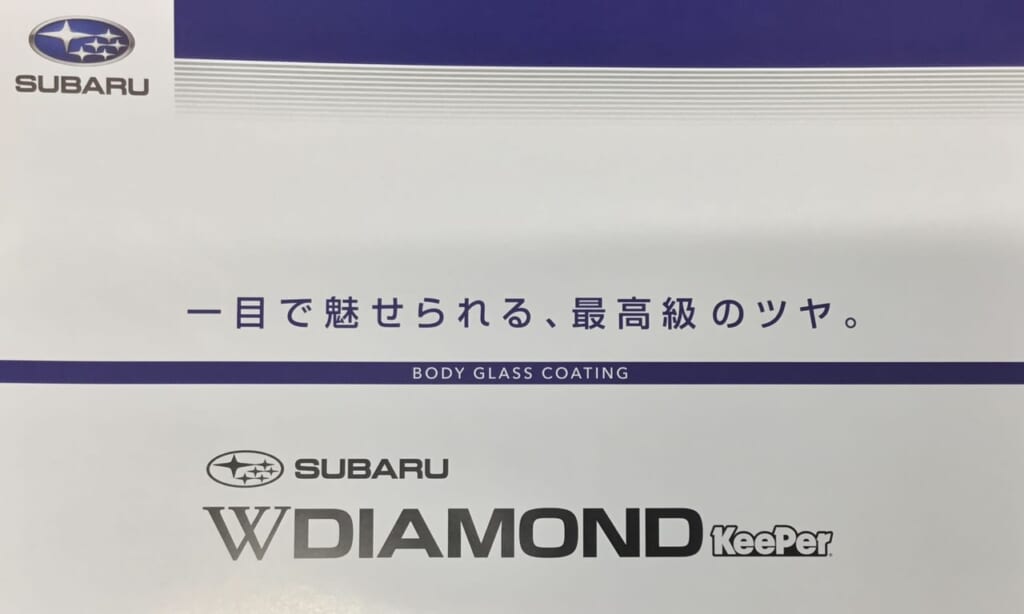 SUBARU
一目で魅せられる、最高級のツヤ。
BODY GLASS COATING
SUBARU
WDIAMOND KeePer®